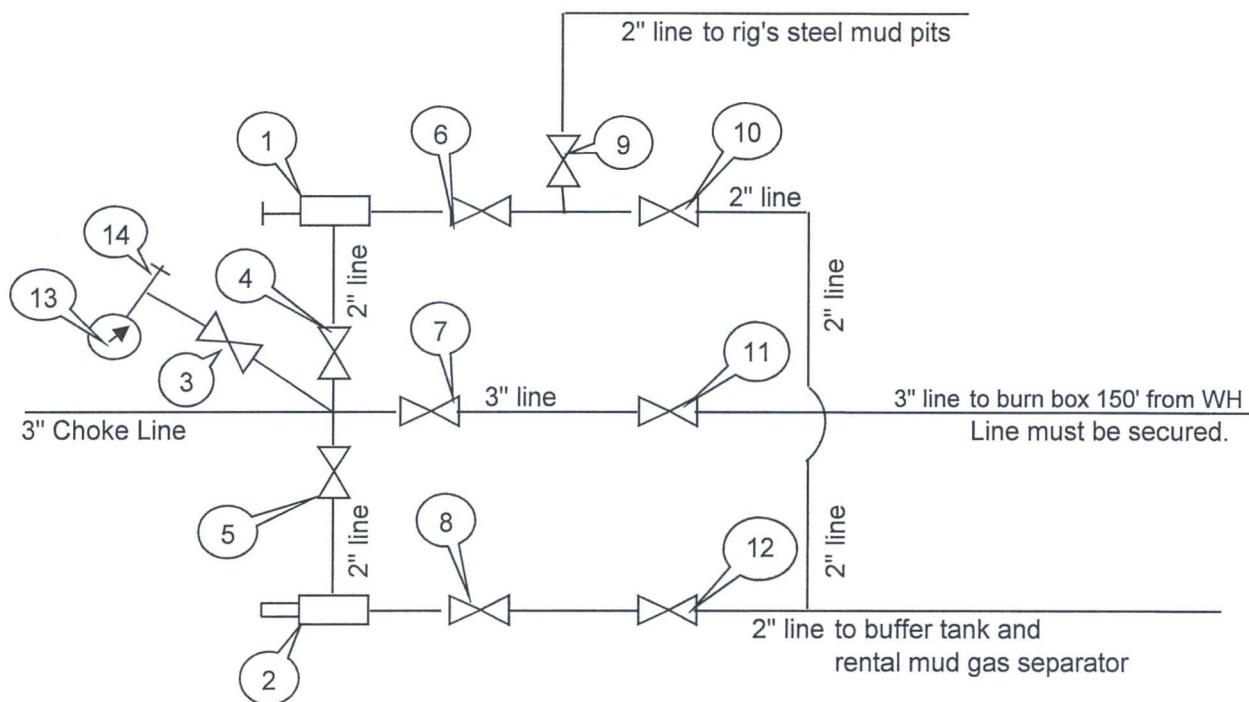 2" line to rig's steel mud pits
1
6
9
10
2" line
14
2" line
4
13
2" line
7
3
11
3" line
3" line to burn box 150' from WH
3" Choke Line
Line must be secured.
5
8
12
2" line
2" line
2
2" line to buffer tank and
rental mud gas separator